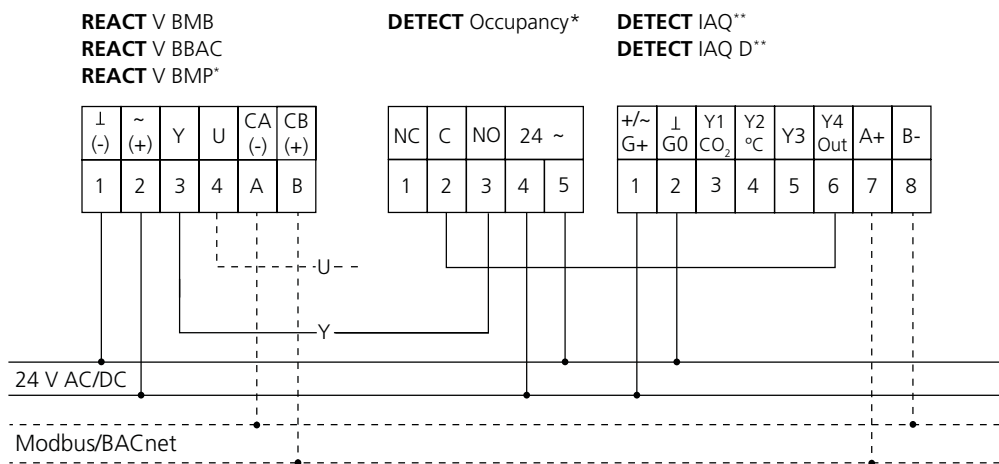 REACT V BMB
REACT V BBAC
REACT V BMP*
DETECT Occupancy*
DETECT IAQ**
DETECT IAQ D**
⊥ ~ Y U CA CB
(-) (+) (-) (+)
1 2 3 4 A B
NC C NO 24 ~
1 2 3 4 5
+/~ ⊥ Y1 Y2 Y3 Y4 A+ B-
G+ G0 CO₂ ºC Out
1 2 3 4 5 6 7 8
U
Y
24 V AC/DC
Modbus/BACnet